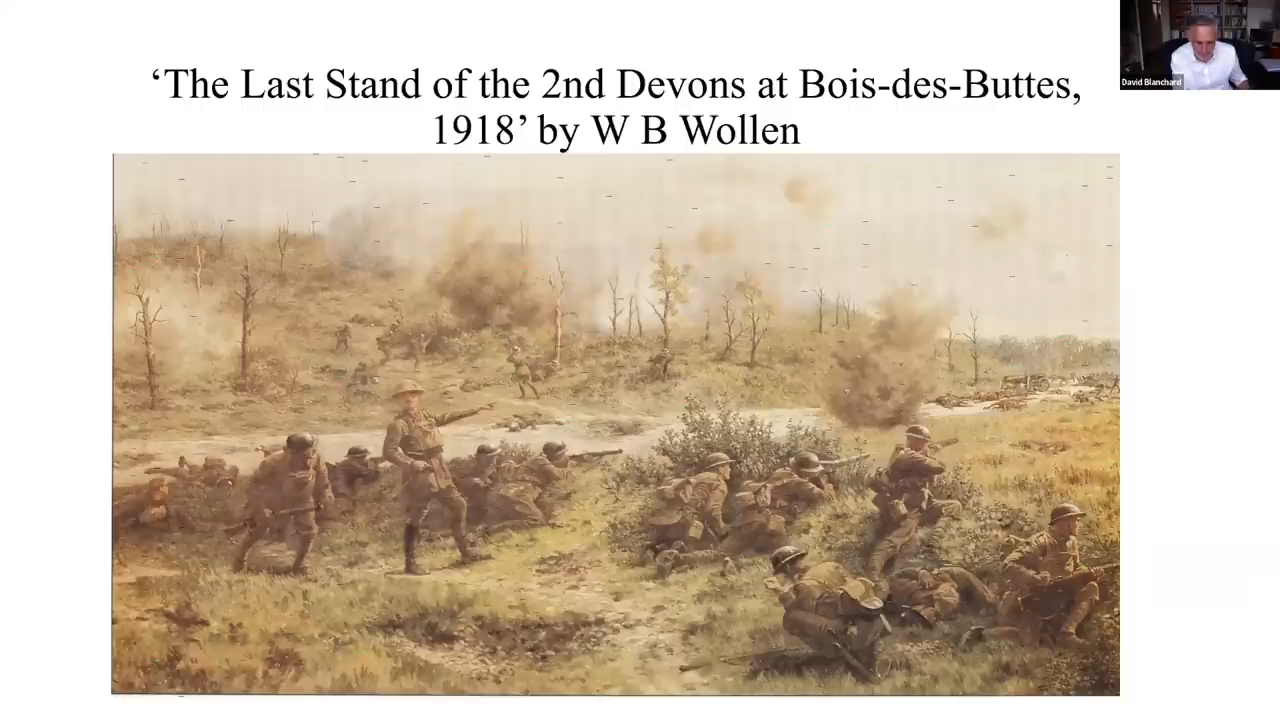 ‘The Last Stand of the 2nd Devons at Bois-des-Buttes,
1918’ by W B Wollen
David Blanchard